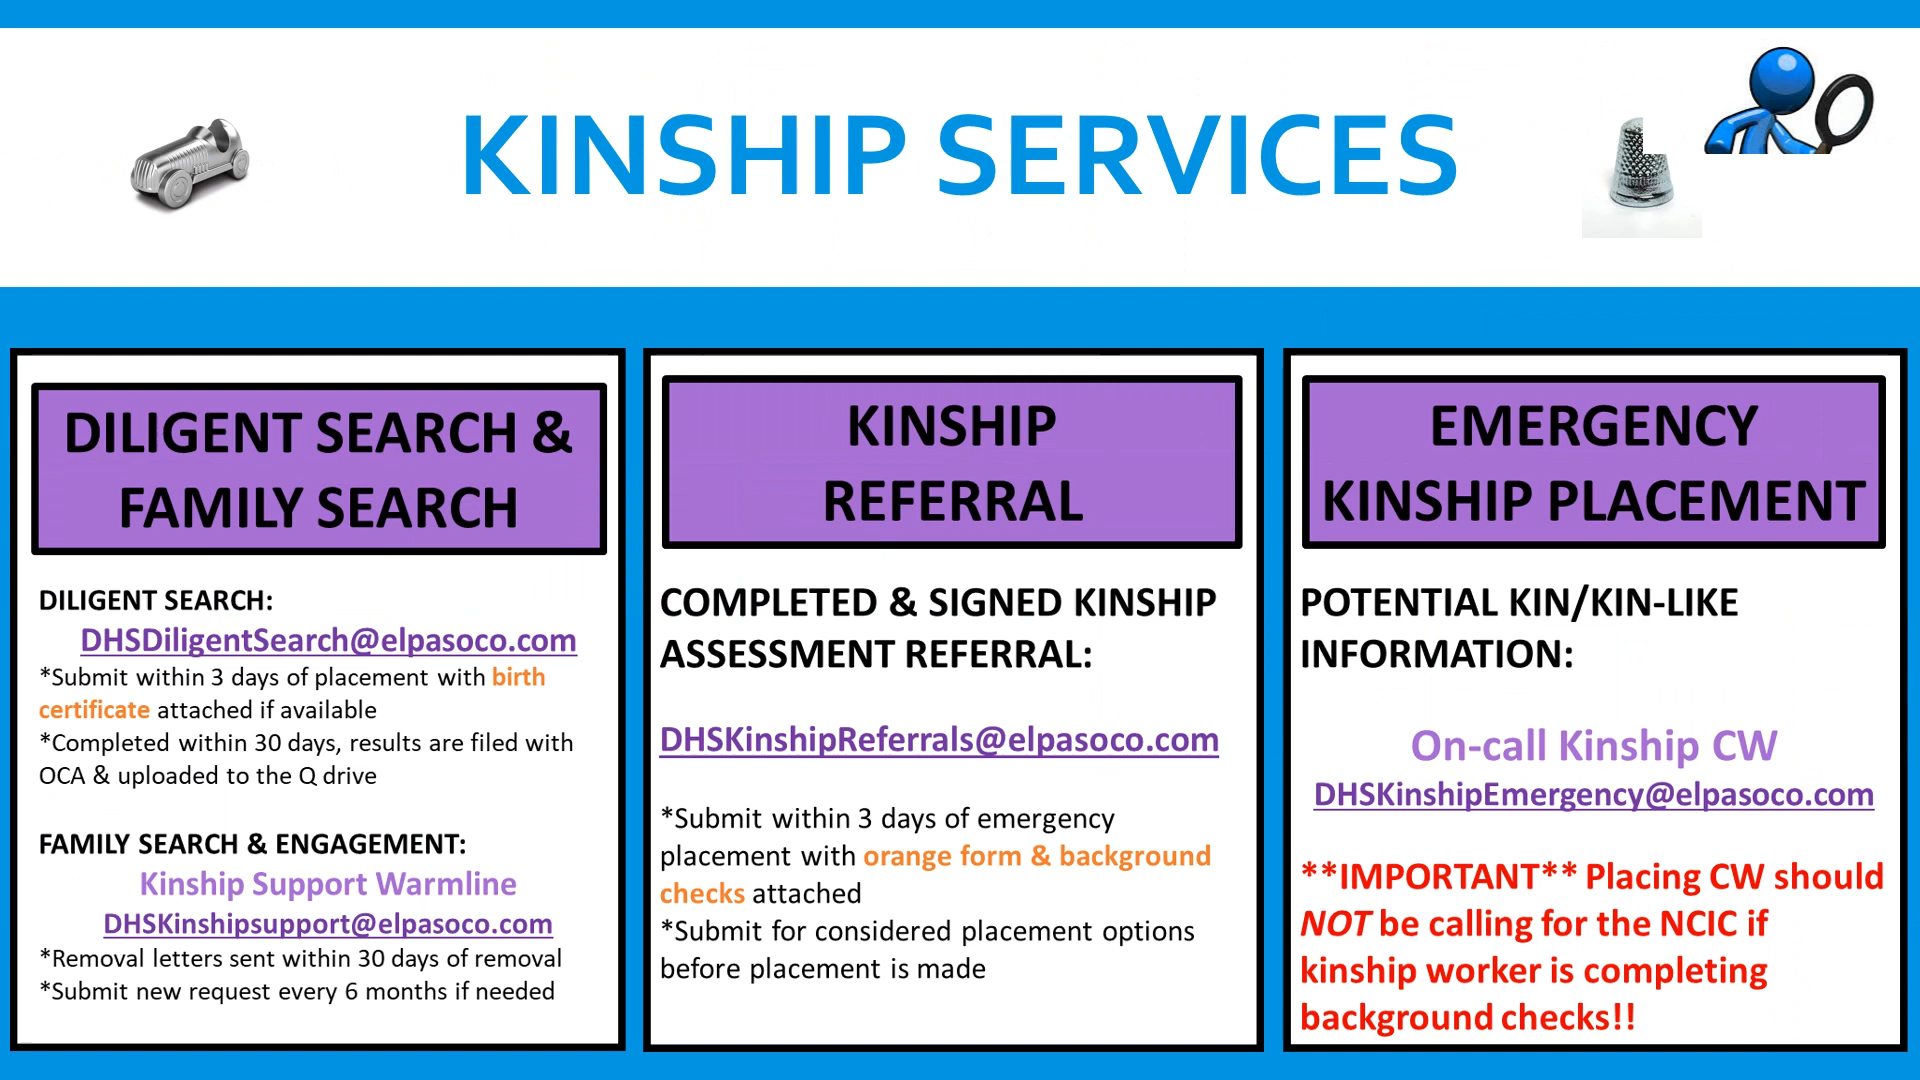 KINSHIP SERVICES
DILIGENT SEARCH &
FAMILY SEARCH
DILIGENT SEARCH:
DHSDiligentSearch@elpasoco.com
*Submit within 3 days of placement with birth
certificate attached if available
*Completed within 30 days, results are filed with
OCA & uploaded to the Q drive
FAMILY SEARCH & ENGAGEMENT:
Kinship Support Warmline
DHSKinshipsupport@elpasoco.com
*Removal letters sent within 30 days of removal
*Submit new request every 6 months if needed
KINSHIP
REFERRAL
COMPLETED & SIGNED KINSHIP
ASSESSMENT REFERRAL:
DHSKinshipReferrals@elpasoco.com
*Submit within 3 days of emergency
placement with orange form & background
checks attached
*Submit for considered placement options
before placement is made
EMERGENCY
KINSHIP PLACEMENT
POTENTIAL KIN/KIN-LIKE
INFORMATION:
On-call Kinship CW
DHSKinshipEmergency@elpasoco.com
**IMPORTANT** Placing CW should
NOT be calling for the NCIC if
kinship worker is completing
background checks!!